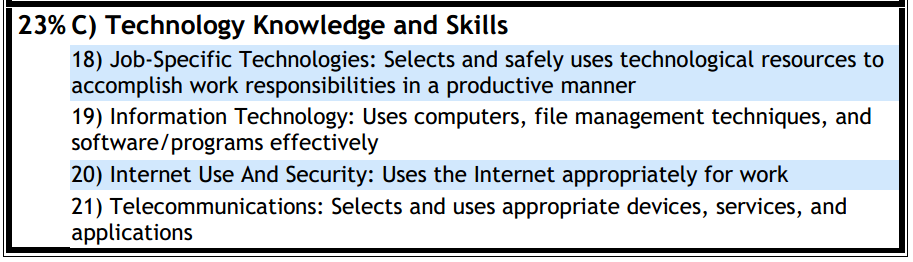 23% C) Technology Knowledge and Skills
18) Job-Specific Technologies: Selects and safely uses technological resources to
accomplish work responsibilities in a productive manner
19) Information Technology: Uses computers, file management techniques, and
software/programs effectively
20) Internet Use And Security: Uses the Internet appropriately for work
21) Telecommunications: Selects and uses appropriate devices, services, and
applications